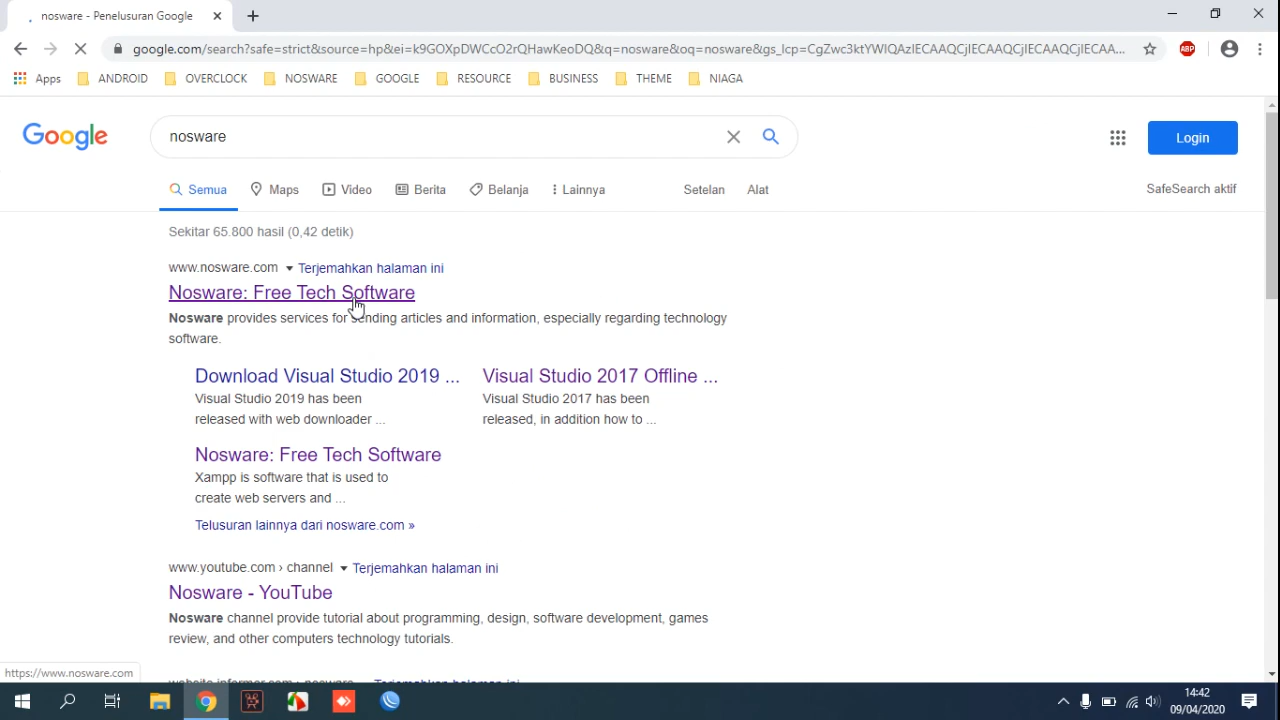 nosware - Penelusuran Google
google.com/search?safe=strict&source=hp&ei=k9GOXpDWCcO2rQHawKeoDQ&q=nosware&oq=nosware&gs_lcp=CgZwc3ktYWIQAzIECAAQCjIECAAQCjIECAAQCjIECAAQCjIECAA...
ABP
Apps ANDROID OVERCLOCK NOSWARE GOOGLE RESOURCE BUSINESS THEME NIAGA
Google
nosware
Login
Semua Maps Video Berita Belanja Lainnya Setelan Alat SafeSearch aktif
Sekitar 65.800 hasil (0,42 detik)
www.nosware.com Terjemahkan halaman ini
Nosware: Free Tech Software
Nosware provides services for sending articles and information, especially regarding technology
software.
Download Visual Studio 2019 ...
Visual Studio 2019 has been
released with web downloader ...
Visual Studio 2017 Offline ...
Visual Studio 2017 has been
released, in addition how to ...
Nosware: Free Tech Software
Xampp is software that is used to
create web servers and ...
Telusuran lainnya dari nosware.com »
www.youtube.com › channel Terjemahkan halaman ini
Nosware - YouTube
Nosware channel provide tutorial about programming, design, software development, games
review, and other computers technology tutorials.
https://www.nosware.com
website.informer.com › nosware Terjemahkan halaman ini
14:42
09/04/2020